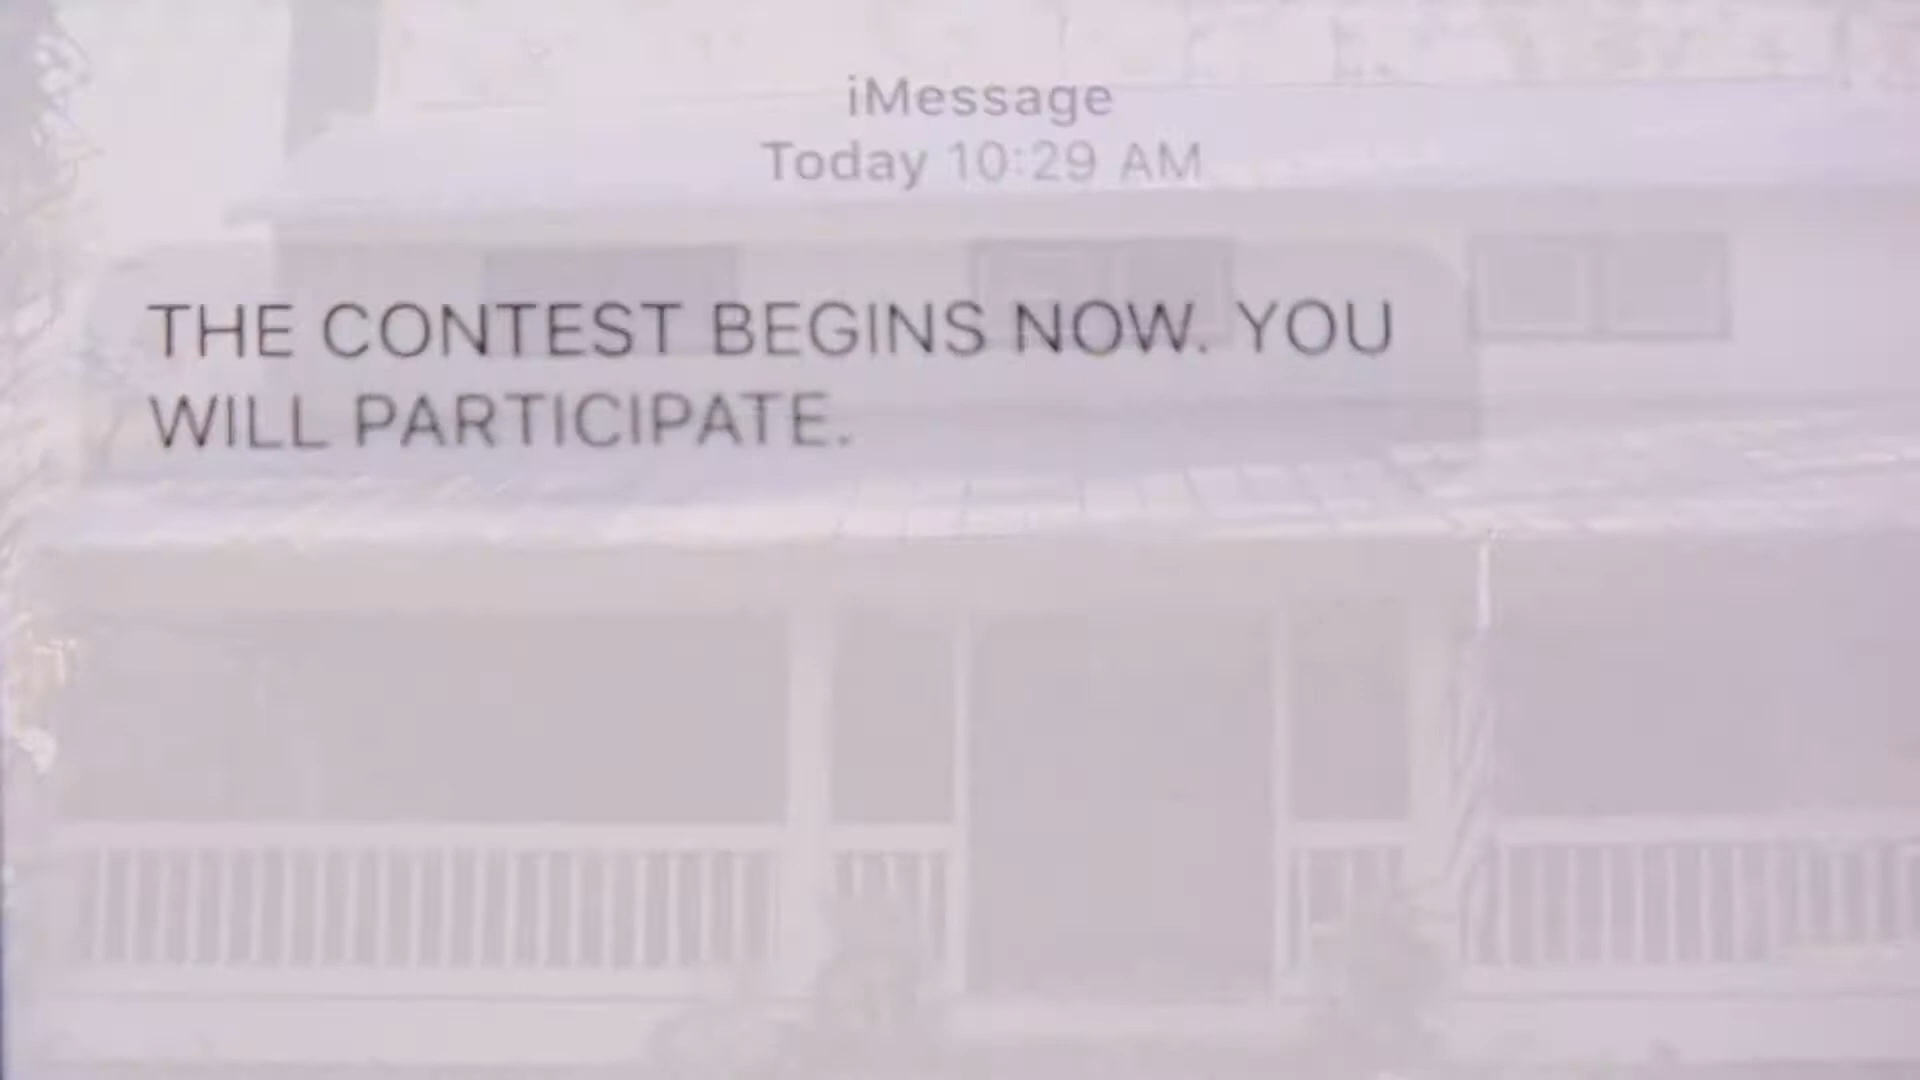 iMessage
Today 10:29 AM
THE CONTEST BEGINS NOW. YOU
WILL PARTICIPATE.